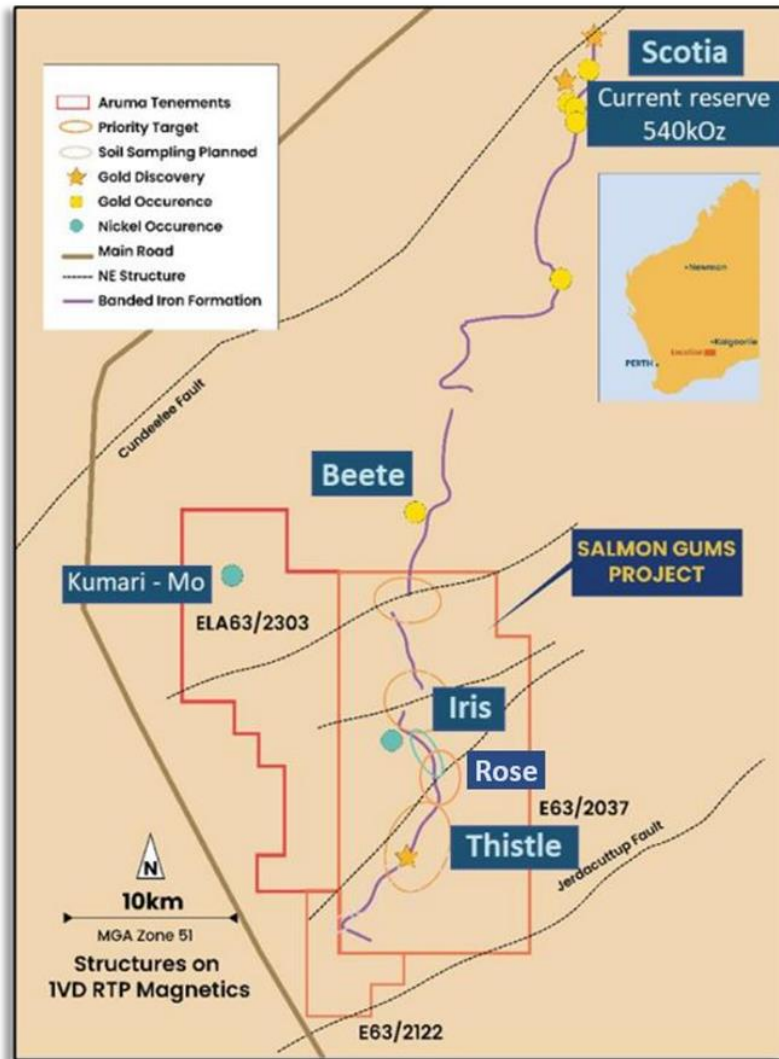 Scotia
Current reserve
540kOz
Aruma Tenements
Priority Target
Soil Sampling Planned
Gold Discovery
Gold Occurence
Nickel Occurence
Main Road
NE Structure
Banded Iron Formation
Newman
Kalgoorlie
Location
PERTH
Cundeelee Fault
Beete
SALMON GUMS
PROJECT
Kumari - Mo
ELA63/2303
Iris
Rose
E63/2037
Thistle
Jerdacuttup Fault
N
10km
MGA Zone 51
Structures on
1VD RTP Magnetics
E63/2122